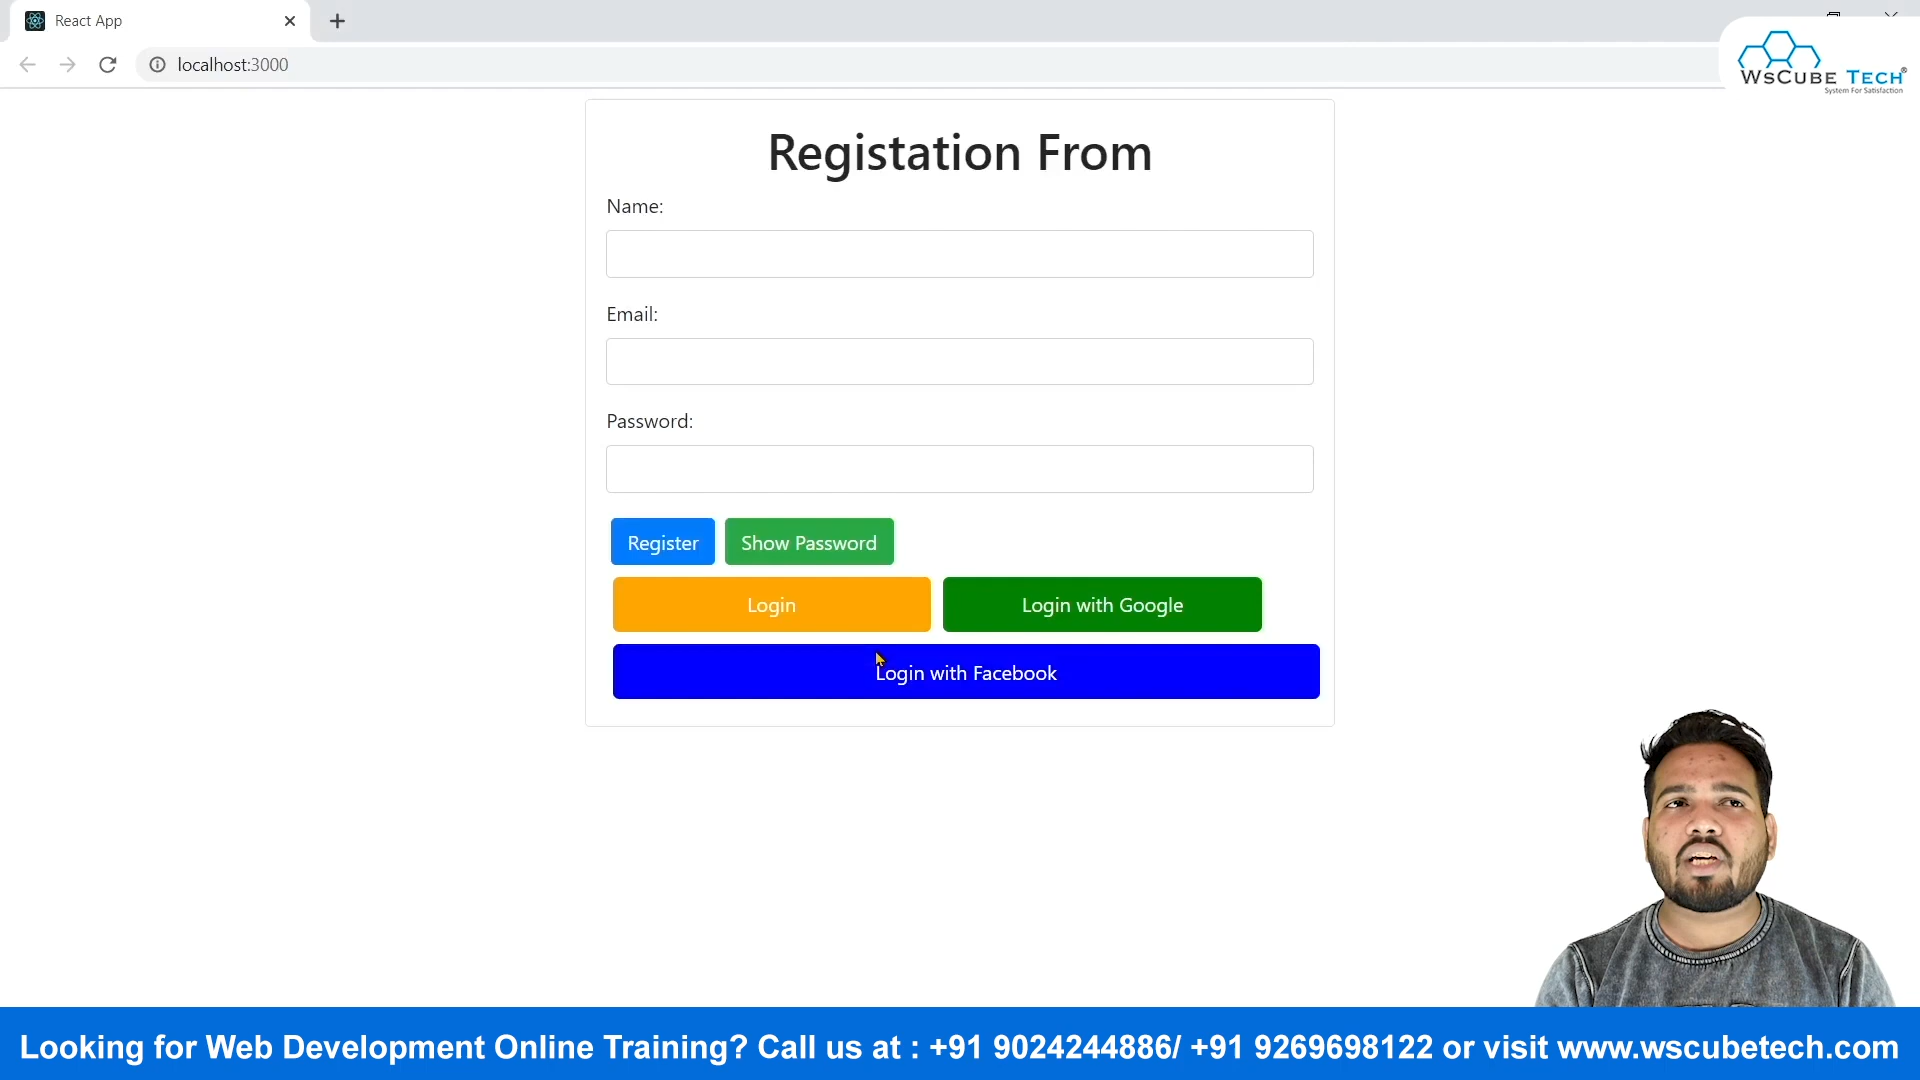 React App
localhost:3000
WsCube Tech®
System For Satisfaction
Registation From
Name:
Email:
Password:
Register Show Password
Login Login with Google
Login with Facebook
Looking for Web Development Online Training? Call us at : +91 9024244886/ +91 9269698122 or visit www.wscubetech.com